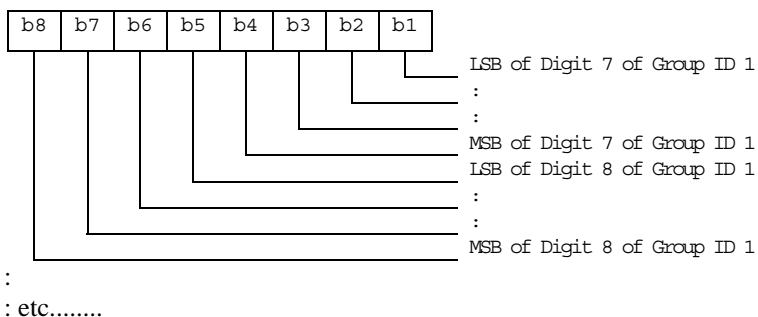 b8 b7 b6 b5 b4 b3 b2 b1
LSB of Digit 7 of Group ID 1
:
:
MSB of Digit 7 of Group ID 1
LSB of Digit 8 of Group ID 1
:
:
MSB of Digit 8 of Group ID 1
:
: etc........